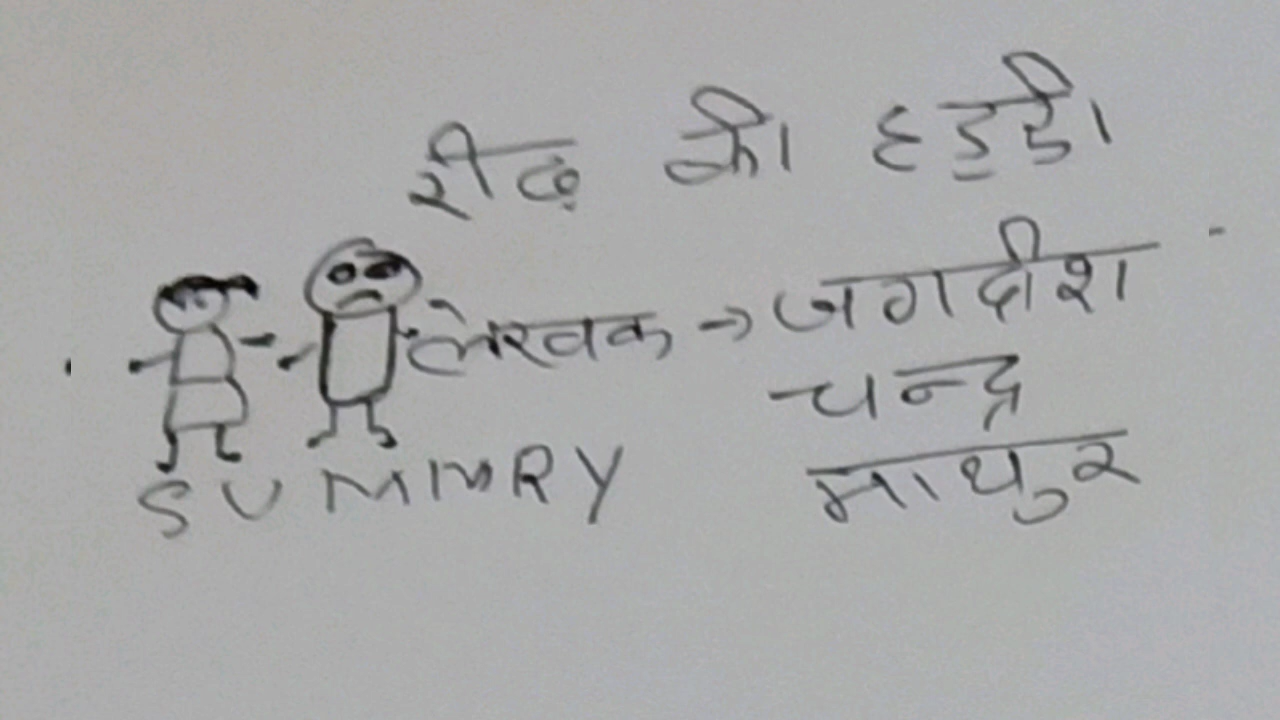 रीढ़ की हड्डी
लेखक → जगदीश
चन्द्र
माथुर
SUMMRY